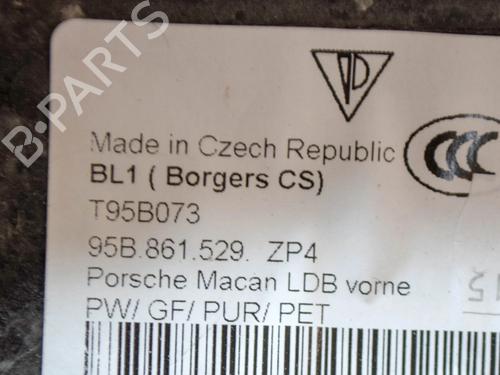 Made in Czech Republic
BL1 ( Borgers CS)
T95B073
95B.861.529. ZP4
Porsche Macan LDB vorne
PW/ GF/ PUR/ PET
B-PARTS